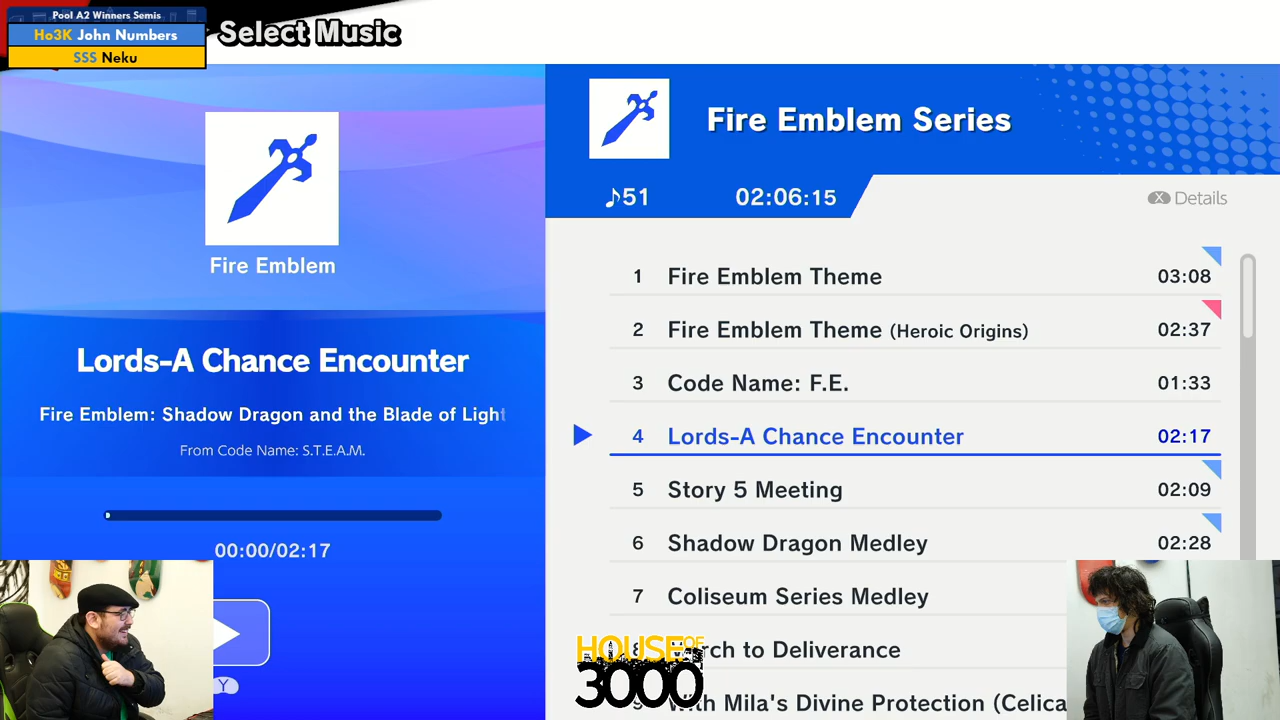 Pool A2 Winners Semis
Ho3K John Numbers
SSS Neku
Select Music
Fire Emblem
Lords-A Chance Encounter
Fire Emblem: Shadow Dragon and the Blade of Light
From Code Name: S.T.E.A.M.
00:00/02:17
Y
Fire Emblem Series
♪51 02:06:15
X Details
1 Fire Emblem Theme 03:08
2 Fire Emblem Theme (Heroic Origins) 02:37
3 Code Name: F.E. 01:33
4 Lords-A Chance Encounter 02:17
5 Story 5 Meeting 02:09
6 Shadow Dragon Medley 02:28
7 Coliseum Series Medley
8 March to Deliverance
9 With Mila's Divine Protection (Celica
HOUSE OF
3000